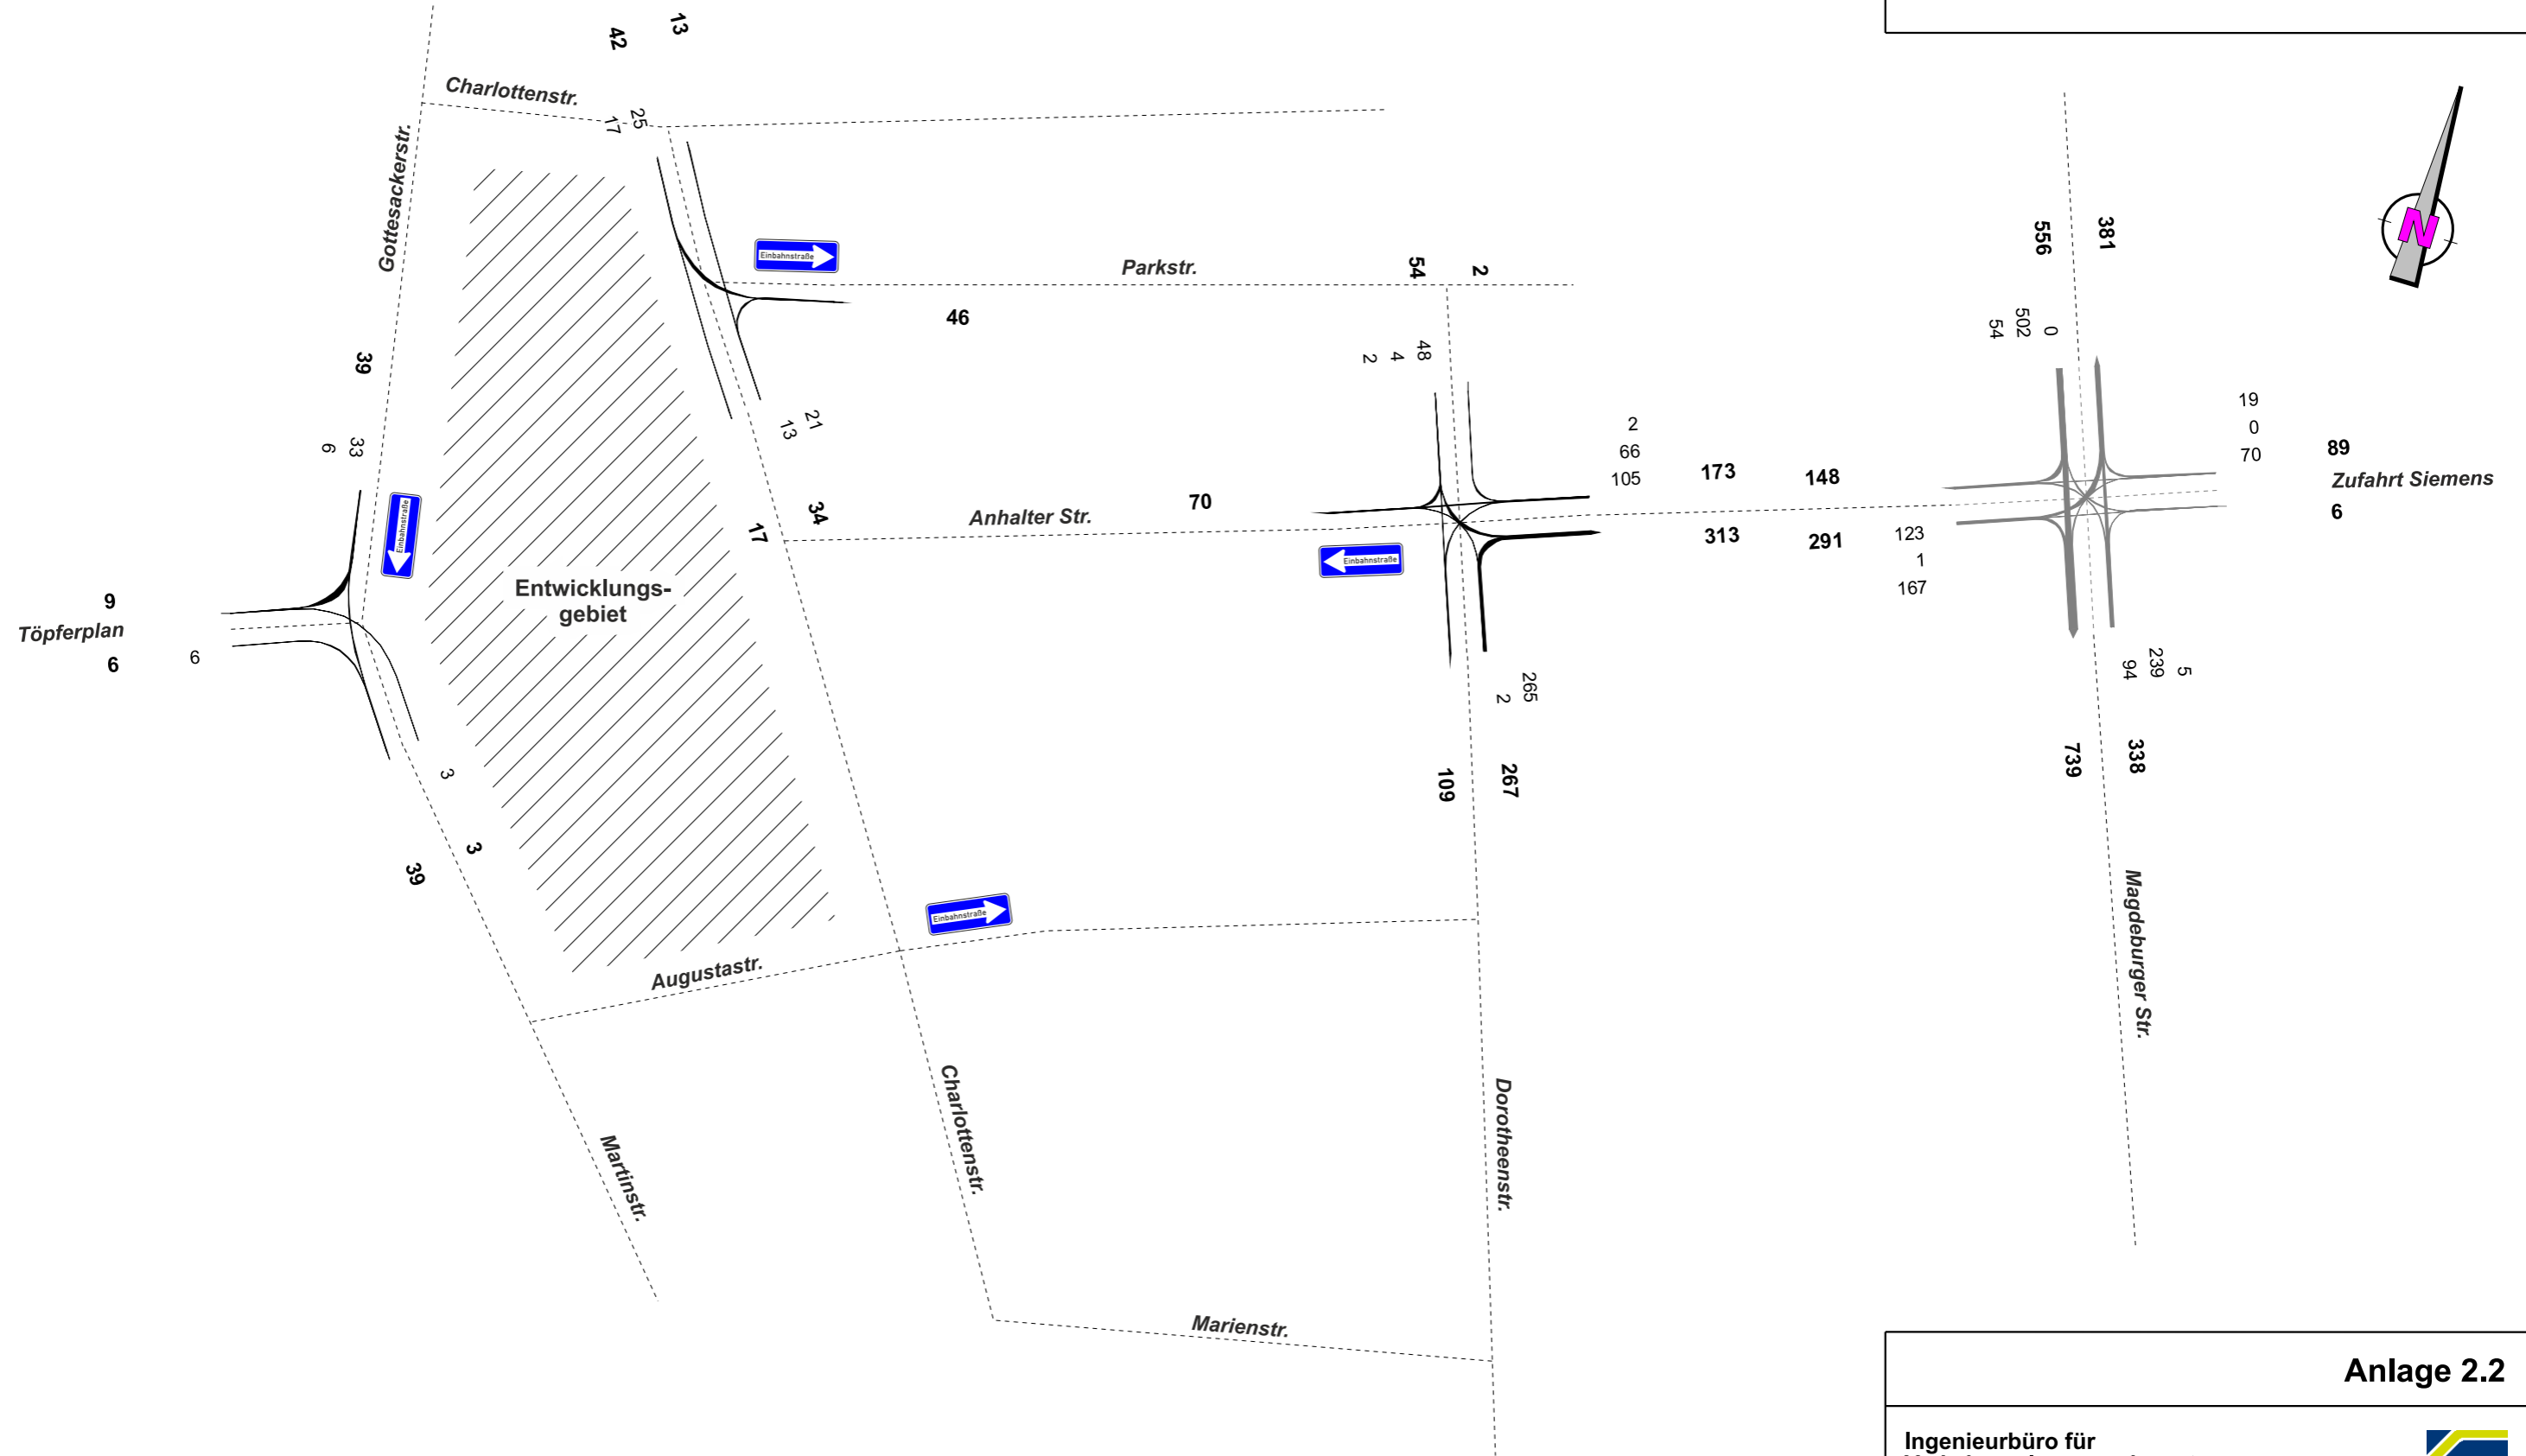 42
13
Charlottenstr.
17
25
Gottesackerstr.
39
6
33
Einbahnstraße
9
Töpferplan
6
6
3
3
39
Entwicklungs-
gebiet
Einbahnstraße
46
Parkstr.
54
2
2
4
48
13
21
17
34
Anhalter Str.
70
Einbahnstraße
2
66
105
173
148
313
291
2
265
109
267
556
381
54
502
0
19
0
70
89
Zufahrt Siemens
6
123
1
167
94
239
5
739
338
N
Magdeburger Str.
Einbahnstraße
Augustastr.
Martinstr.
Charlottenstr.
Dorotheenstr.
Marienstr.
Anlage 2.2
Ingenieurbüro für